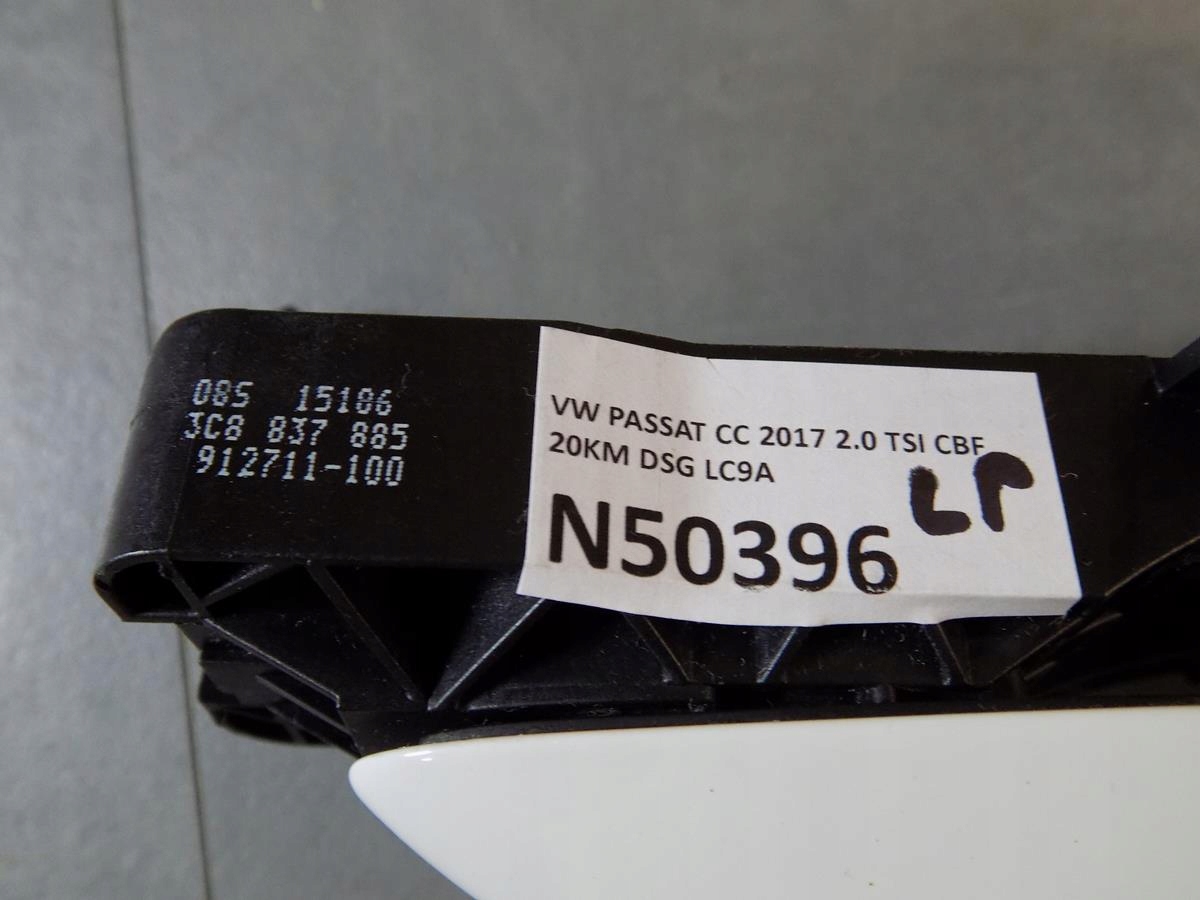 085 15186
3C8 837 885
912711-100
VW PASSAT CC 2017 2.0 TSI CBF
20KM DSG LC9A
LP
N50396